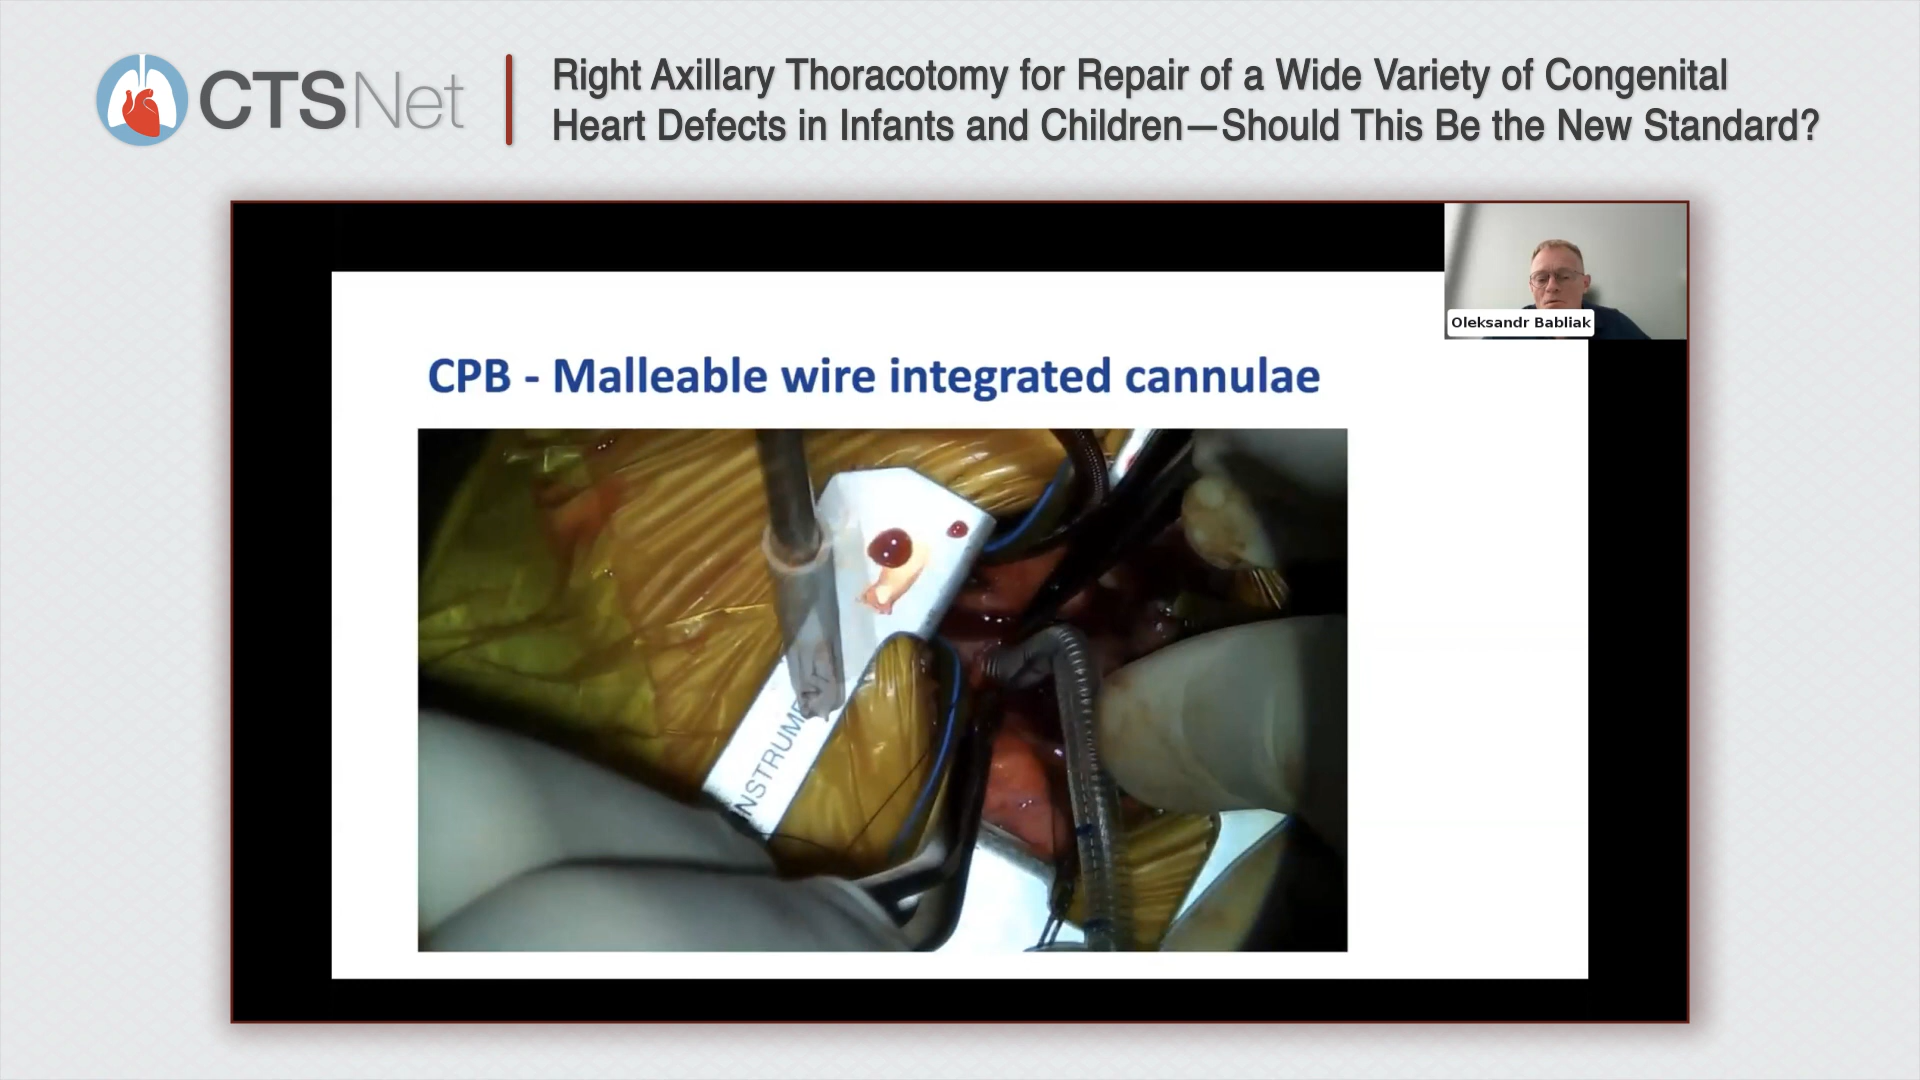 CTSNet
Right Axillary Thoracotomy for Repair of a Wide Variety of Congenital
Heart Defects in Infants and Children—Should This Be the New Standard?
Oleksandr Babliak
CPB - Malleable wire integrated cannulae
INSTRUMENT